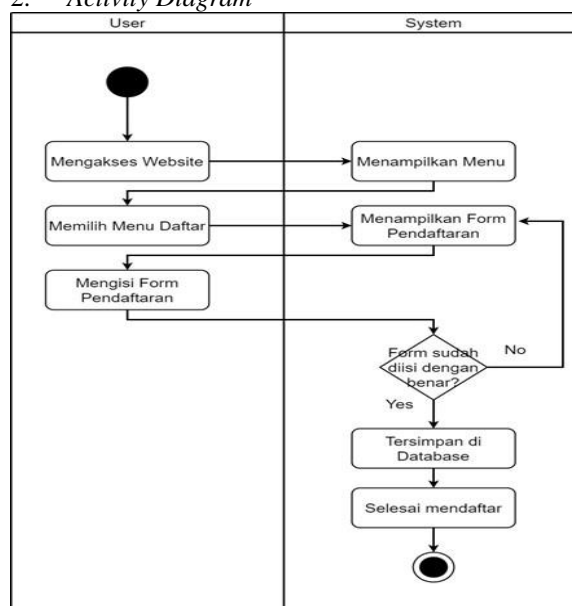 2. Activity Diagram
User
System
Mengakses Website
Menampilkan Menu
Memilih Menu Daftar
Menampilkan Form
Pendaftaran
Mengisi Form
Pendaftaran
Form sudah
diisi dengan
benar?
No
Yes
Tersimpan di
Database
Selesai mendaftar